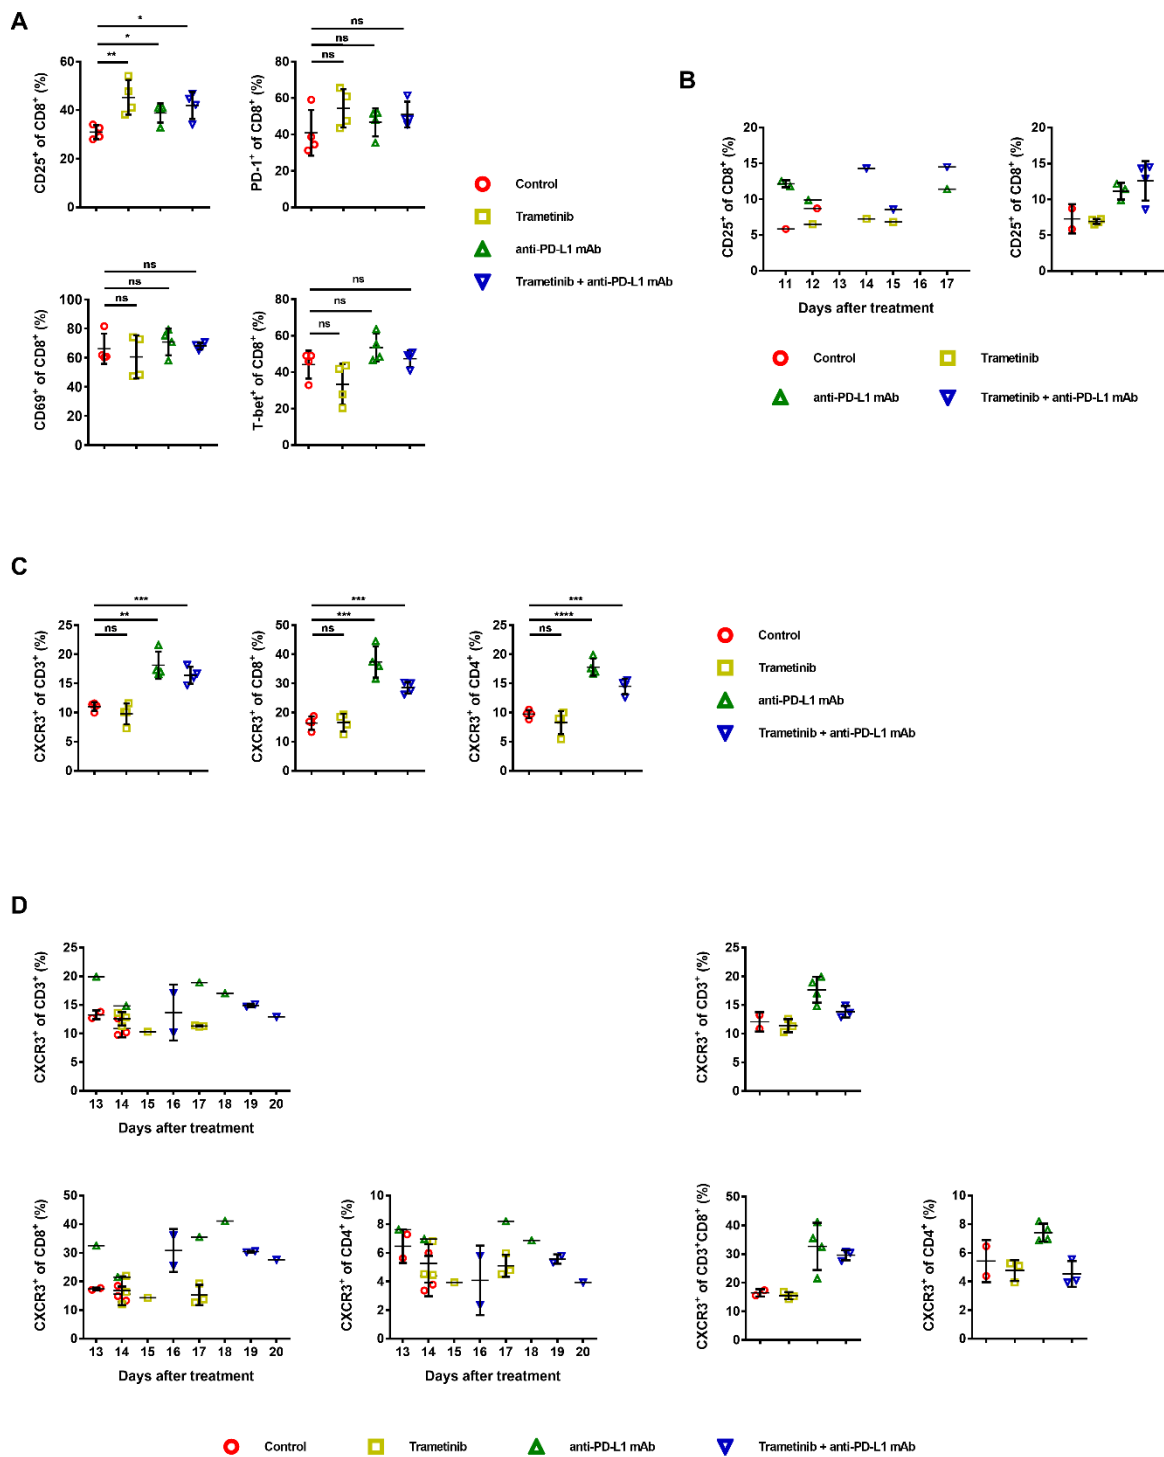 A
*
*
**
CD25⁺ of CD8⁺ (%)
60
40
20
0
ns
ns
ns
PD-1⁺ of CD8⁺ (%)
80
60
40
20
0
Control
Trametinib
anti-PD-L1 mAb
Trametinib + anti-PD-L1 mAb
ns
ns
ns
CD69⁺ of CD8⁺ (%)
100
80
60
40
20
0
ns
ns
ns
T-bet⁺ of CD8⁺ (%)
80
60
40
20
0
B
CD25⁺ of CD8⁺ (%)
20
15
10
5
0
11 12 13 14 15 16 17
Days after treatment
CD25⁺ of CD8⁺ (%)
20
15
10
5
0
Control
Trametinib
anti-PD-L1 mAb
Trametinib + anti-PD-L1 mAb
C
***
**
ns
CXCR3⁺ of CD3⁺ (%)
25
20
15
10
5
0
***
***
ns
CXCR3⁺ of CD8⁺ (%)
50
40
30
20
10
0
***
****
ns
CXCR3⁺ of CD4⁺ (%)
25
20
15
10
5
0
Control
Trametinib
anti-PD-L1 mAb
Trametinib + anti-PD-L1 mAb
D
CXCR3⁺ of CD3⁺ (%)
25
20
15
10
5
0
13 14 15 16 17 18 19 20
Days after treatment
CXCR3⁺ of CD3⁺ (%)
25
20
15
10
5
0
CXCR3⁺ of CD8⁺ (%)
50
40
30
20
10
0
13 14 15 16 17 18 19 20
Days after treatment
CXCR3⁺ of CD4⁺ (%)
8
6
4
2
0
13 14 15 16 17 18 19 20
Days after treatment
CXCR3⁺ of CD3⁺CD8⁺ (%)
50
40
30
20
10
0
CXCR3⁺ of CD4⁺ (%)
10
8
6
4
2
0
Control
Trametinib
anti-PD-L1 mAb
Trametinib + anti-PD-L1 mAb